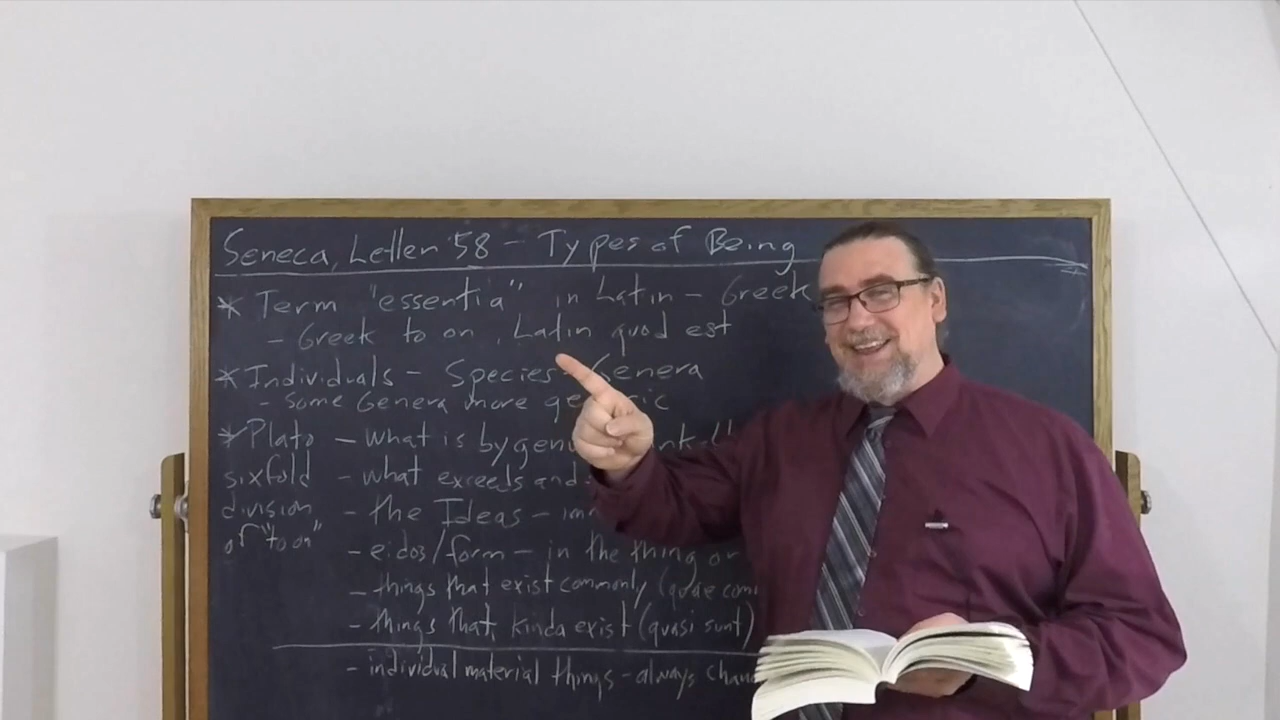 Seneca, Letter 58 - Types of Being
* Term "essentia" in Latin - Greek
- Greek to on, Latin quod est
* Individuals - Species - Genera
- some Genera more generic
* Plato - what is by
sixfold - what exceeds and
division - the Ideas -
of "to on"
- eidos/form - in the thing or
- things that exist commonly (quae
- things that kinda exist (quasi sunt)
- individual material things - always